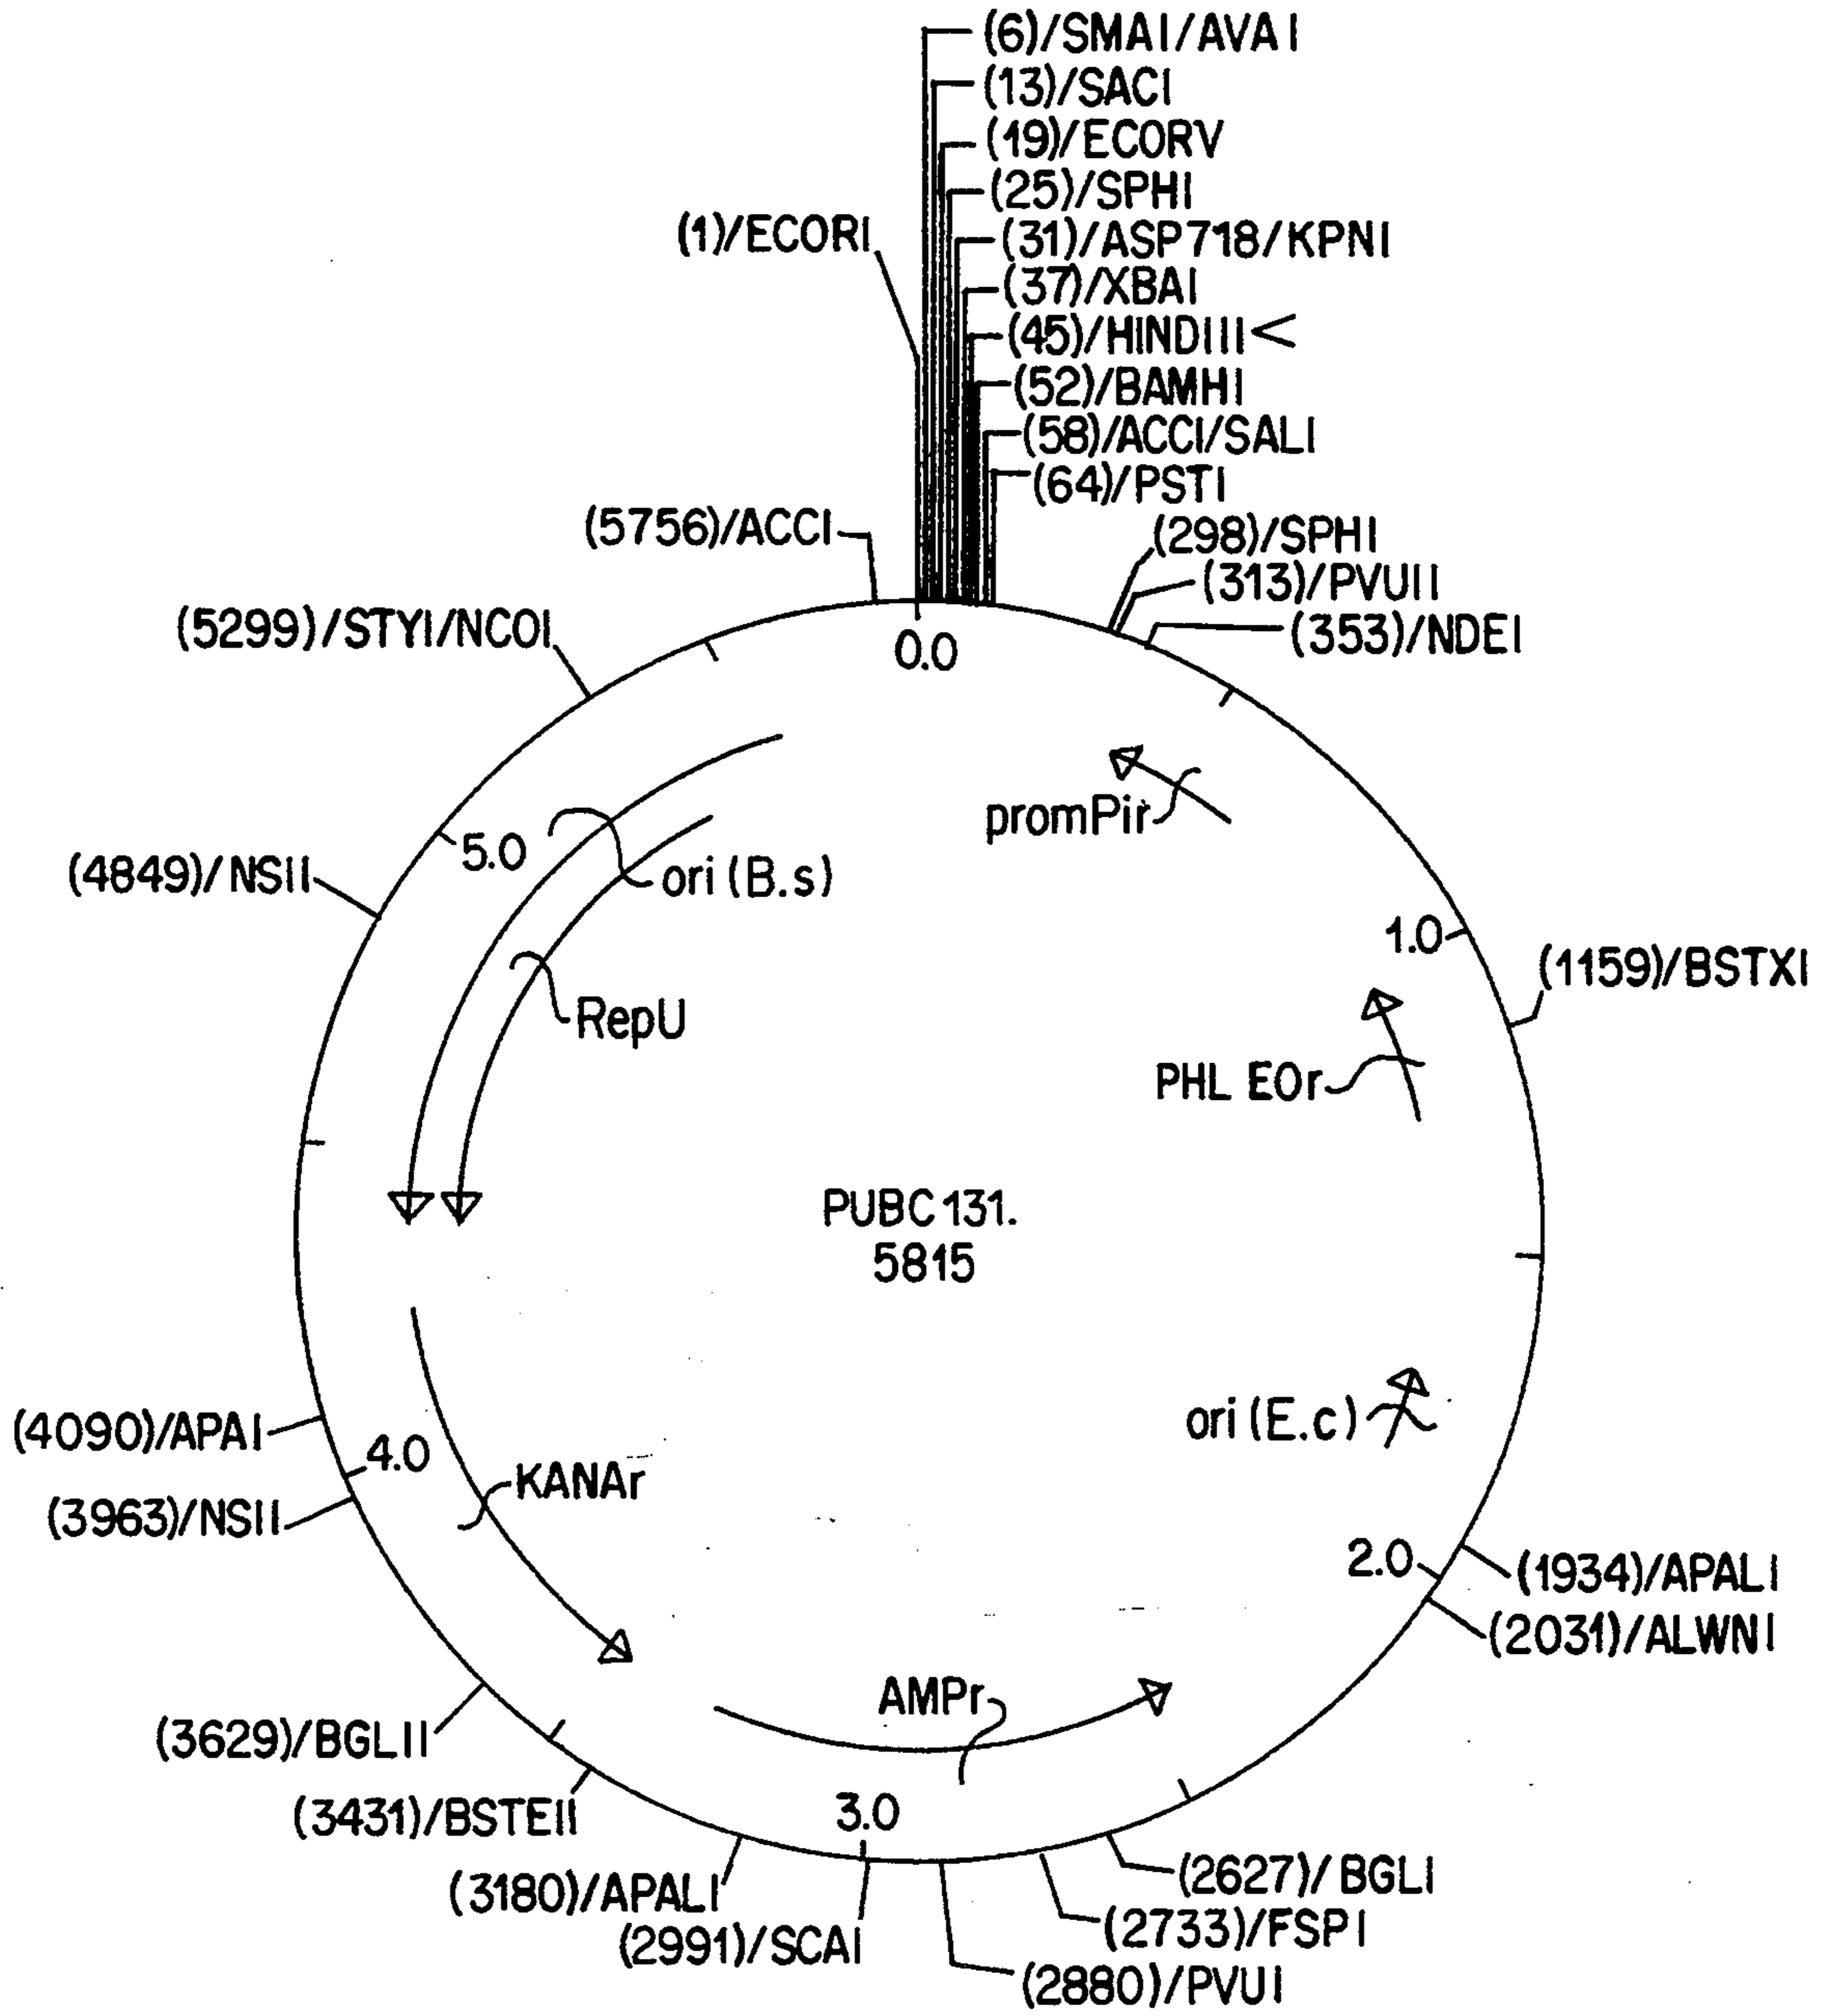 (6)/SMAI/AVAI
(13)/SACI
(19)/ECORV
(25)/SPHI
(1)/ECORI
(31)/ASP718/KPNI
(37)/XBAI
(45)/HINDIII<
(52)/BAMHI
(58)/ACCI/SALI
(64)/PSTI
(5756)/ACCI
(298)/SPHI
(313)/PVUII
(353)/NDEI
(5299)/STYI/NCOI
0.0
promPir
5.0
ori (B.s)
(4849)/NSII
1.0
(1159)/BSTXI
RepU
PHL EOr
PUBC131.
5815
ori (E.c)
(4090)/APAI
4.0
KANAr
(3963)/NSII
2.0
(1934)/APALI
(2031)/ALWNI
AMPr
(3629)/BGLII
(3431)/BSTEII
3.0
(3180)/APALI
(2991)/SCAI
(2627)/BGLI
(2733)/FSPI
(2880)/PVUI